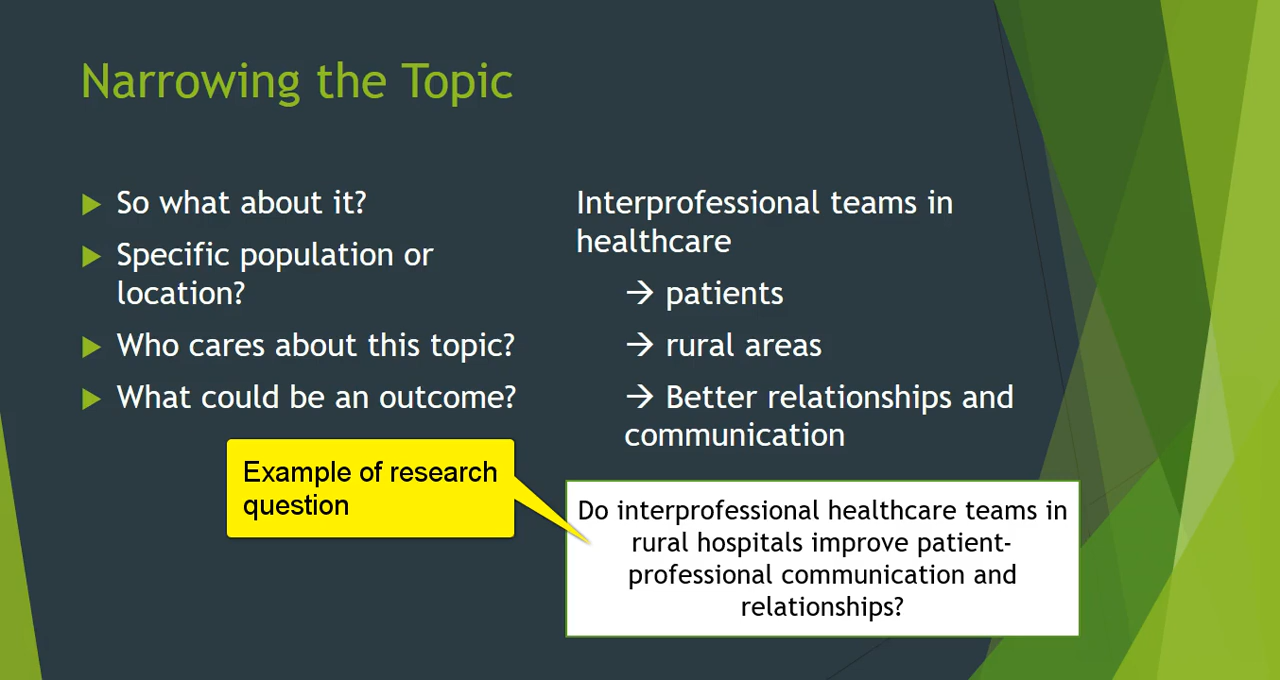 Narrowing the Topic
So what about it?
Specific population or
location?
Who cares about this topic?
What could be an outcome?
Interprofessional teams in
healthcare
→ patients
→ rural areas
→ Better relationships and
communication
Example of research
question
Do interprofessional healthcare teams in
rural hospitals improve patient-
professional communication and
relationships?